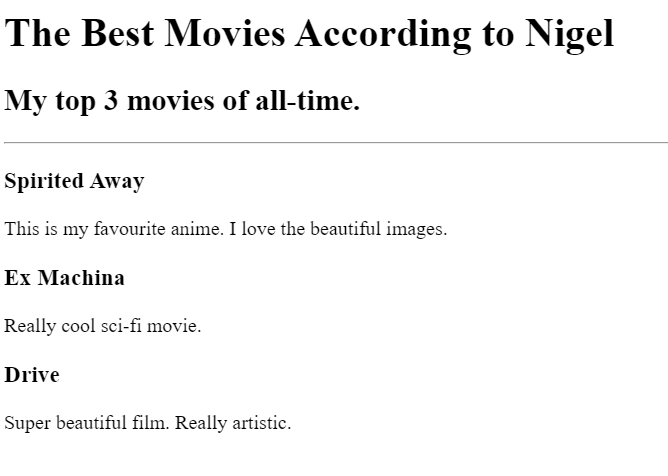 The Best Movies According to Nigel
My top 3 movies of all-time.
Spirited Away
This is my favourite anime. I love the beautiful images.
Ex Machina
Really cool sci-fi movie.
Drive
Super beautiful film. Really artistic.